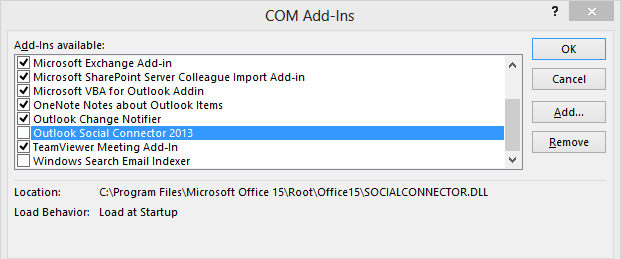 COM Add-Ins
?
Add-Ins available:
Microsoft Exchange Add-in
Microsoft SharePoint Server Colleague Import Add-in
Microsoft VBA for Outlook Addin
OneNote Notes about Outlook Items
Outlook Change Notifier
Outlook Social Connector 2013
TeamViewer Meeting Add-In
Windows Search Email Indexer
OK
Cancel
Add...
Remove
Location: C:\Program Files\Microsoft Office 15\Root\Office15\SOCIALCONNECTOR.DLL
Load Behavior: Load at Startup